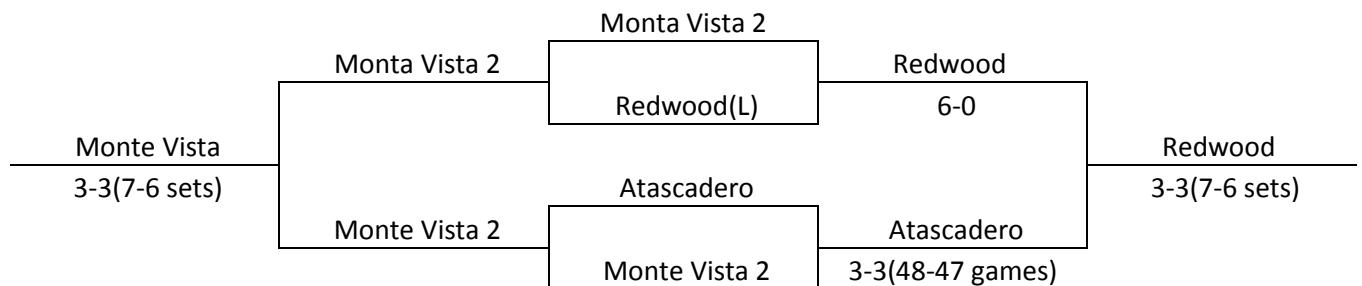 Monta Vista 2
Monta Vista 2 Redwood
Redwood(L) 6-0
Monte Vista Redwood
3-3(7-6 sets) Atascadero 3-3(7-6 sets)
Monte Vista 2 Atascadero
Monte Vista 2 3-3(48-47 games)